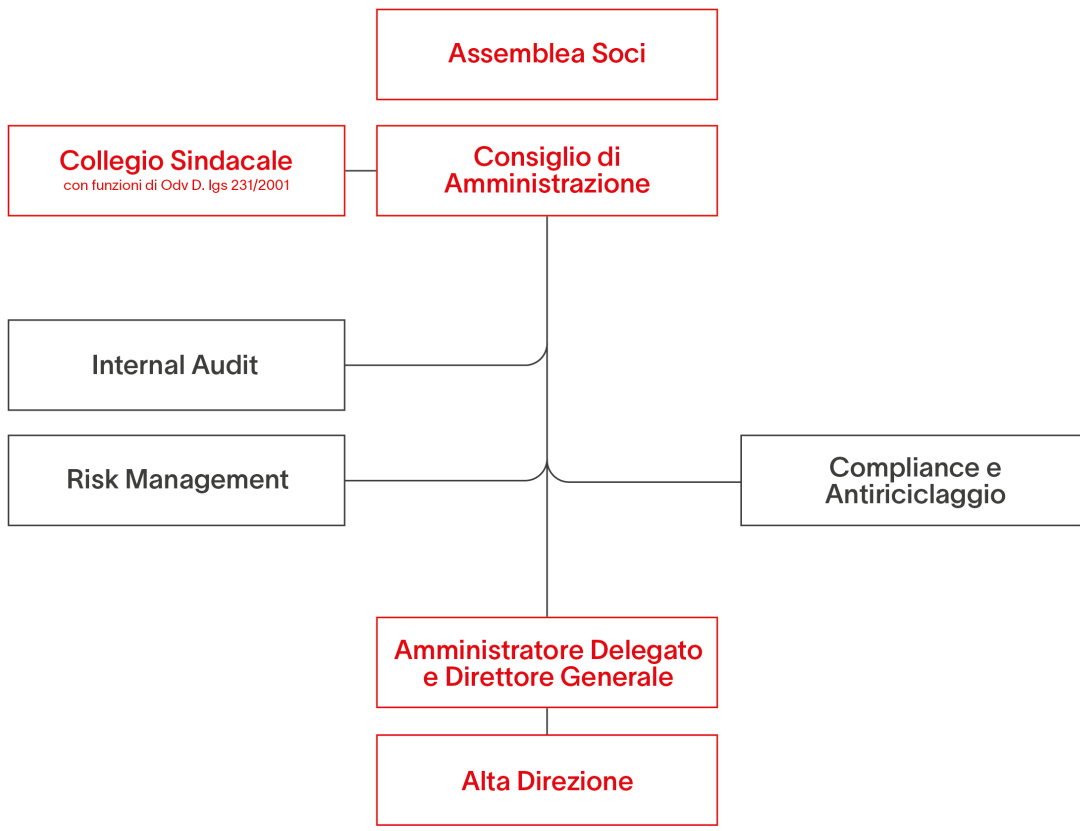 Assemblea Soci
Collegio Sindacale
con funzioni di Odv D. lgs 231/2001
Consiglio di
Amministrazione
Internal Audit
Risk Management
Compliance e
Antiriciclaggio
Amministratore Delegato
e Direttore Generale
Alta Direzione